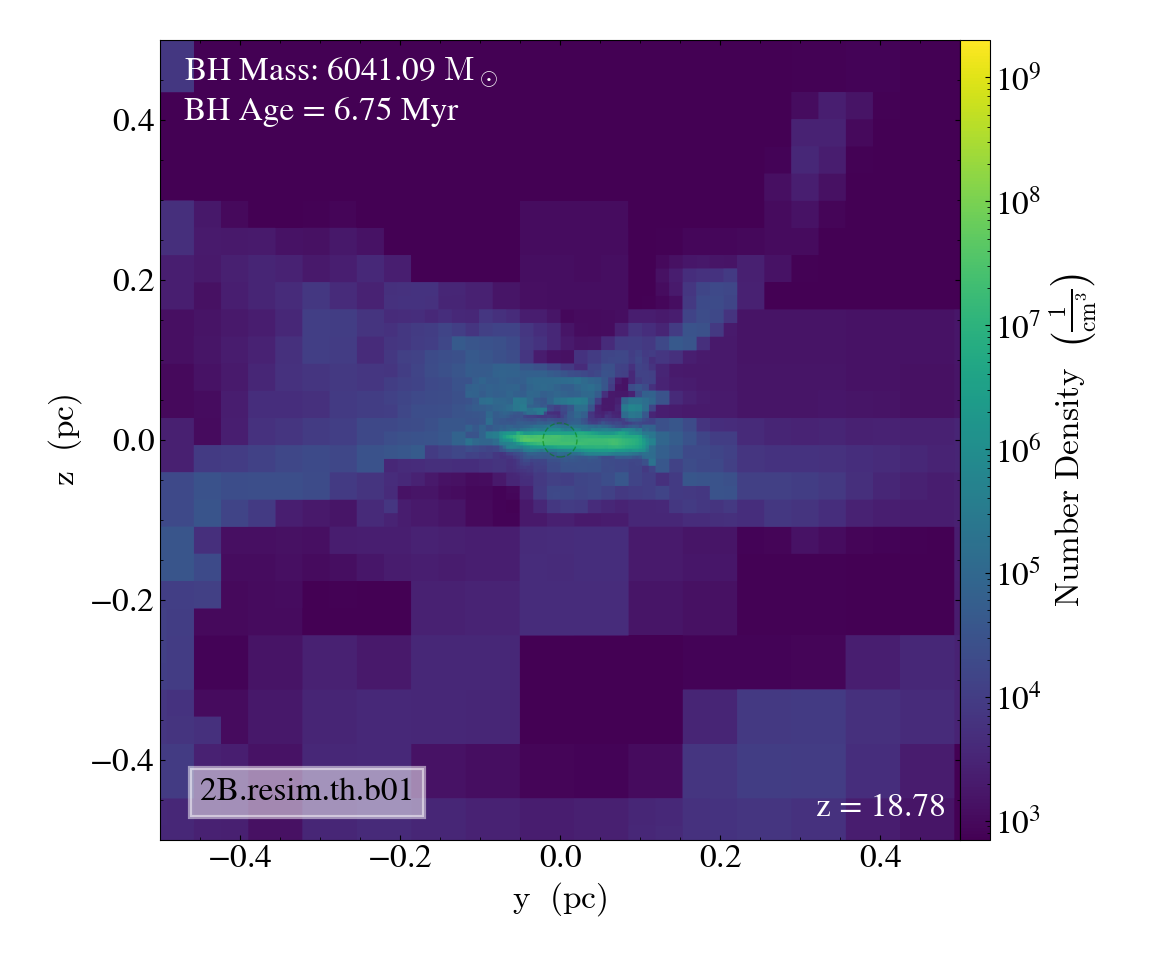 BH Mass: 6041.09 M⊙
BH Age = 6.75 Myr
0.4
0.2
0.0
−0.2
−0.4
z (pc)
2B.resim.th.b01
z = 18.78
−0.4 −0.2 0.0 0.2 0.4
y (pc)
10⁹
10⁸
10⁷
10⁶
10⁵
10⁴
10³
Number Density (1/cm³)